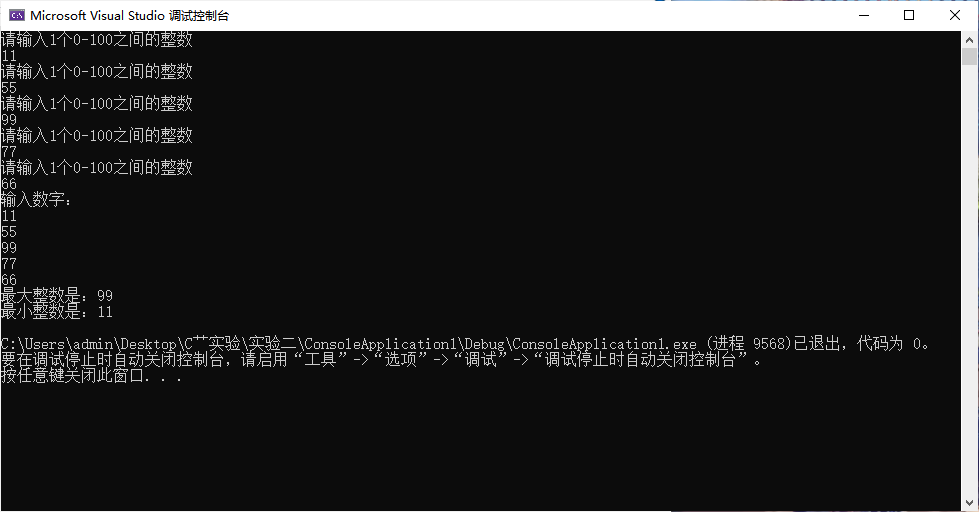 Microsoft Visual Studio 调试控制台
请输入1个0-100之间的整数
11
请输入1个0-100之间的整数
55
请输入1个0-100之间的整数
99
请输入1个0-100之间的整数
77
请输入1个0-100之间的整数
66
输入数字：
11
55
99
77
66
最大整数是：99
最小整数是：11
C:\Users\admin\Desktop\C艹实验\实验二\ConsoleApplication1\Debug\ConsoleApplication1.exe (进程 9568)已退出，代码为 0。
要在调试停止时自动关闭控制台，请启用“工具”->“选项”->“调试”->“调试停止时自动关闭控制台”。
按任意键关闭此窗口. . .